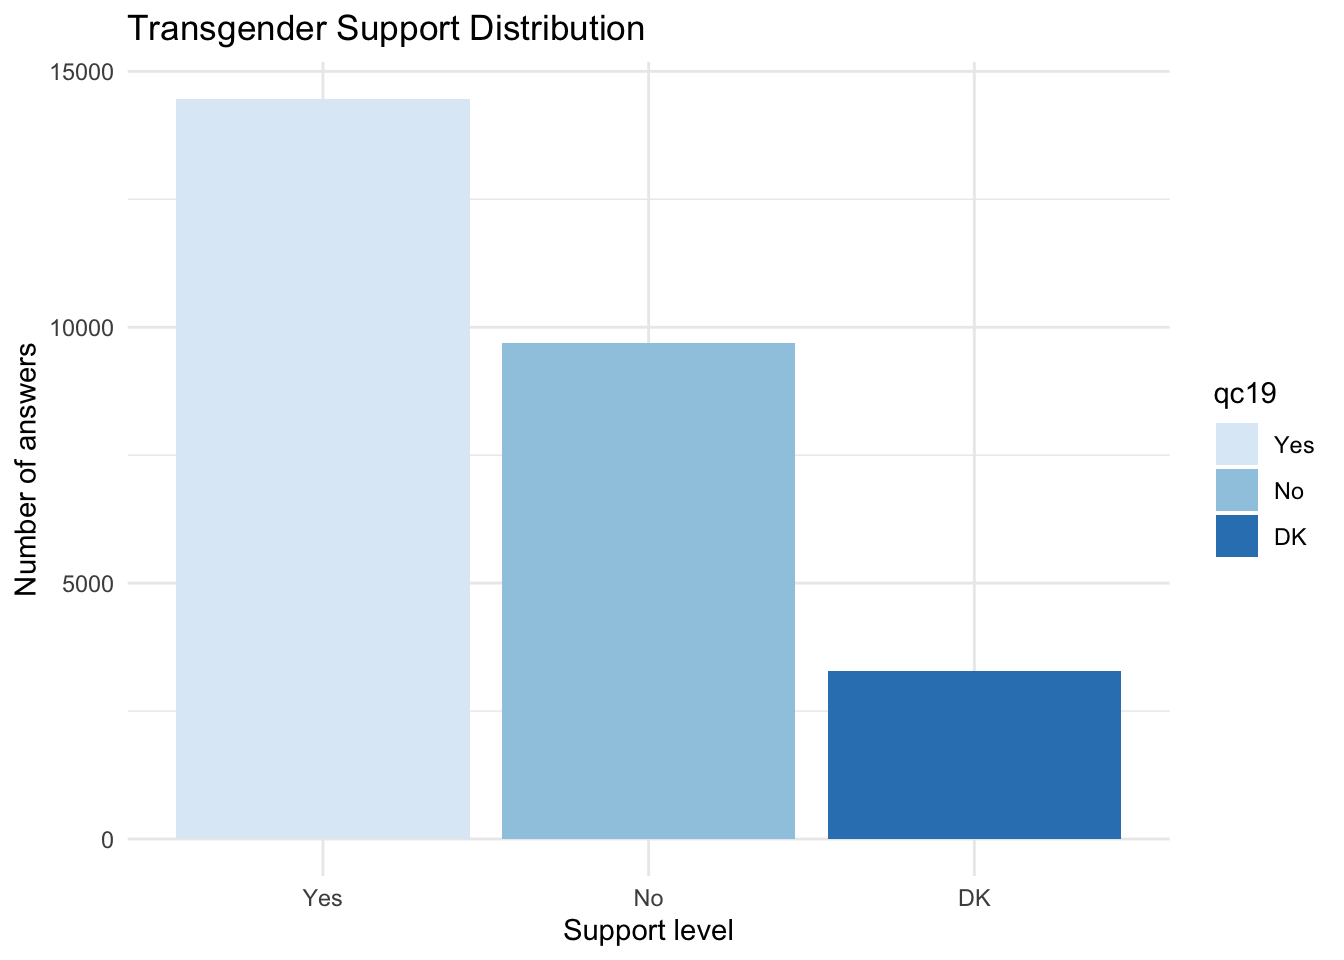 Transgender Support Distribution
15000
10000
5000
0
Number of answers
Yes
No
DK
Support level
qc19
Yes
No
DK